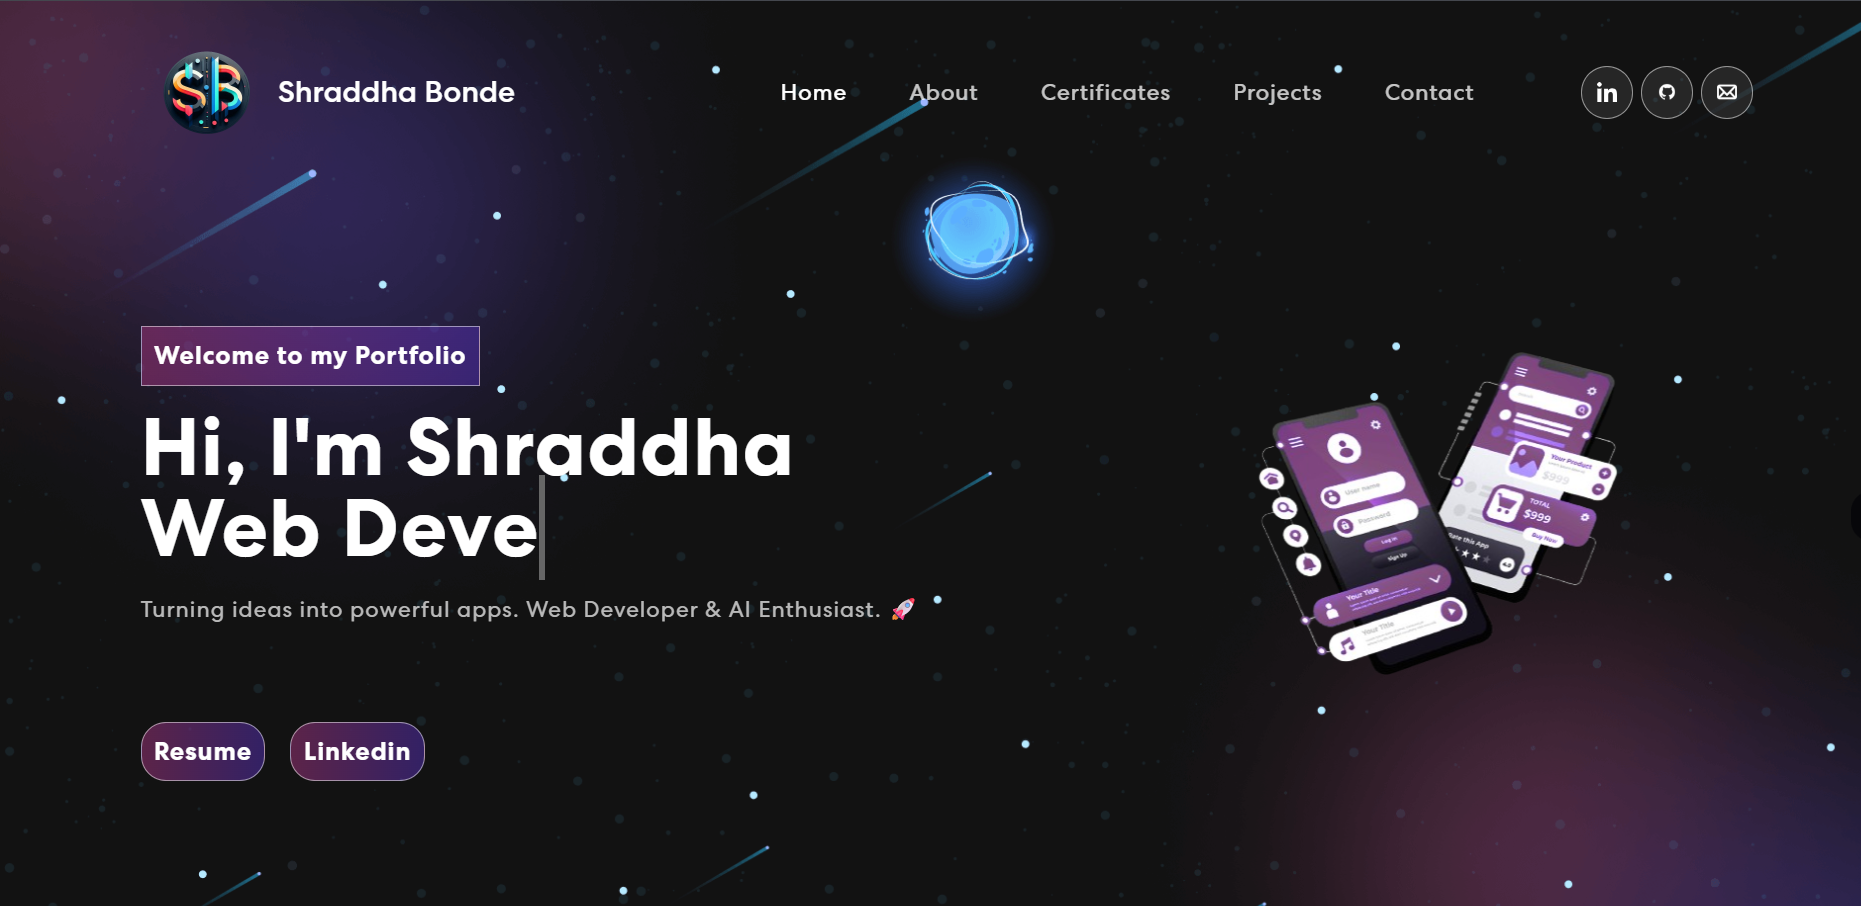 SB
Shraddha Bonde
Home
About
Certificates
Projects
Contact
in
Welcome to my Portfolio
Hi, I'm Shraddha
Web Deve
Turning ideas into powerful apps. Web Developer & AI Enthusiast. 🚀
Resume
Linkedin
User name
Password
Log in
Sign Up
Your Title
Your Title
Your Product
$999
TOTAL
$999
Buy Now
Rate this App